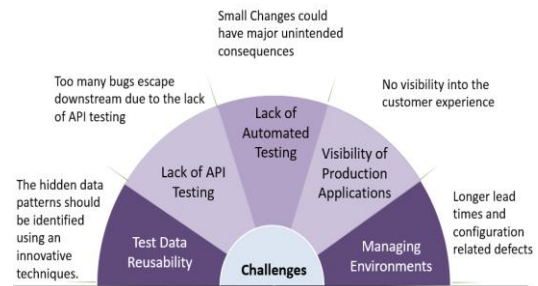 Small Changes could
have major unintended
consequences
Too many bugs escape
downstream due to the lack
of API testing
No visibility into the
customer experience
Lack of
Automated
Testing
Lack of API
Testing
Visibility of
Production
Applications
The hidden data
patterns should
be identified
using an
innovative
techniques.
Longer lead
times and
configuration
related defects
Test Data
Reusability
Challenges
Managing
Environments